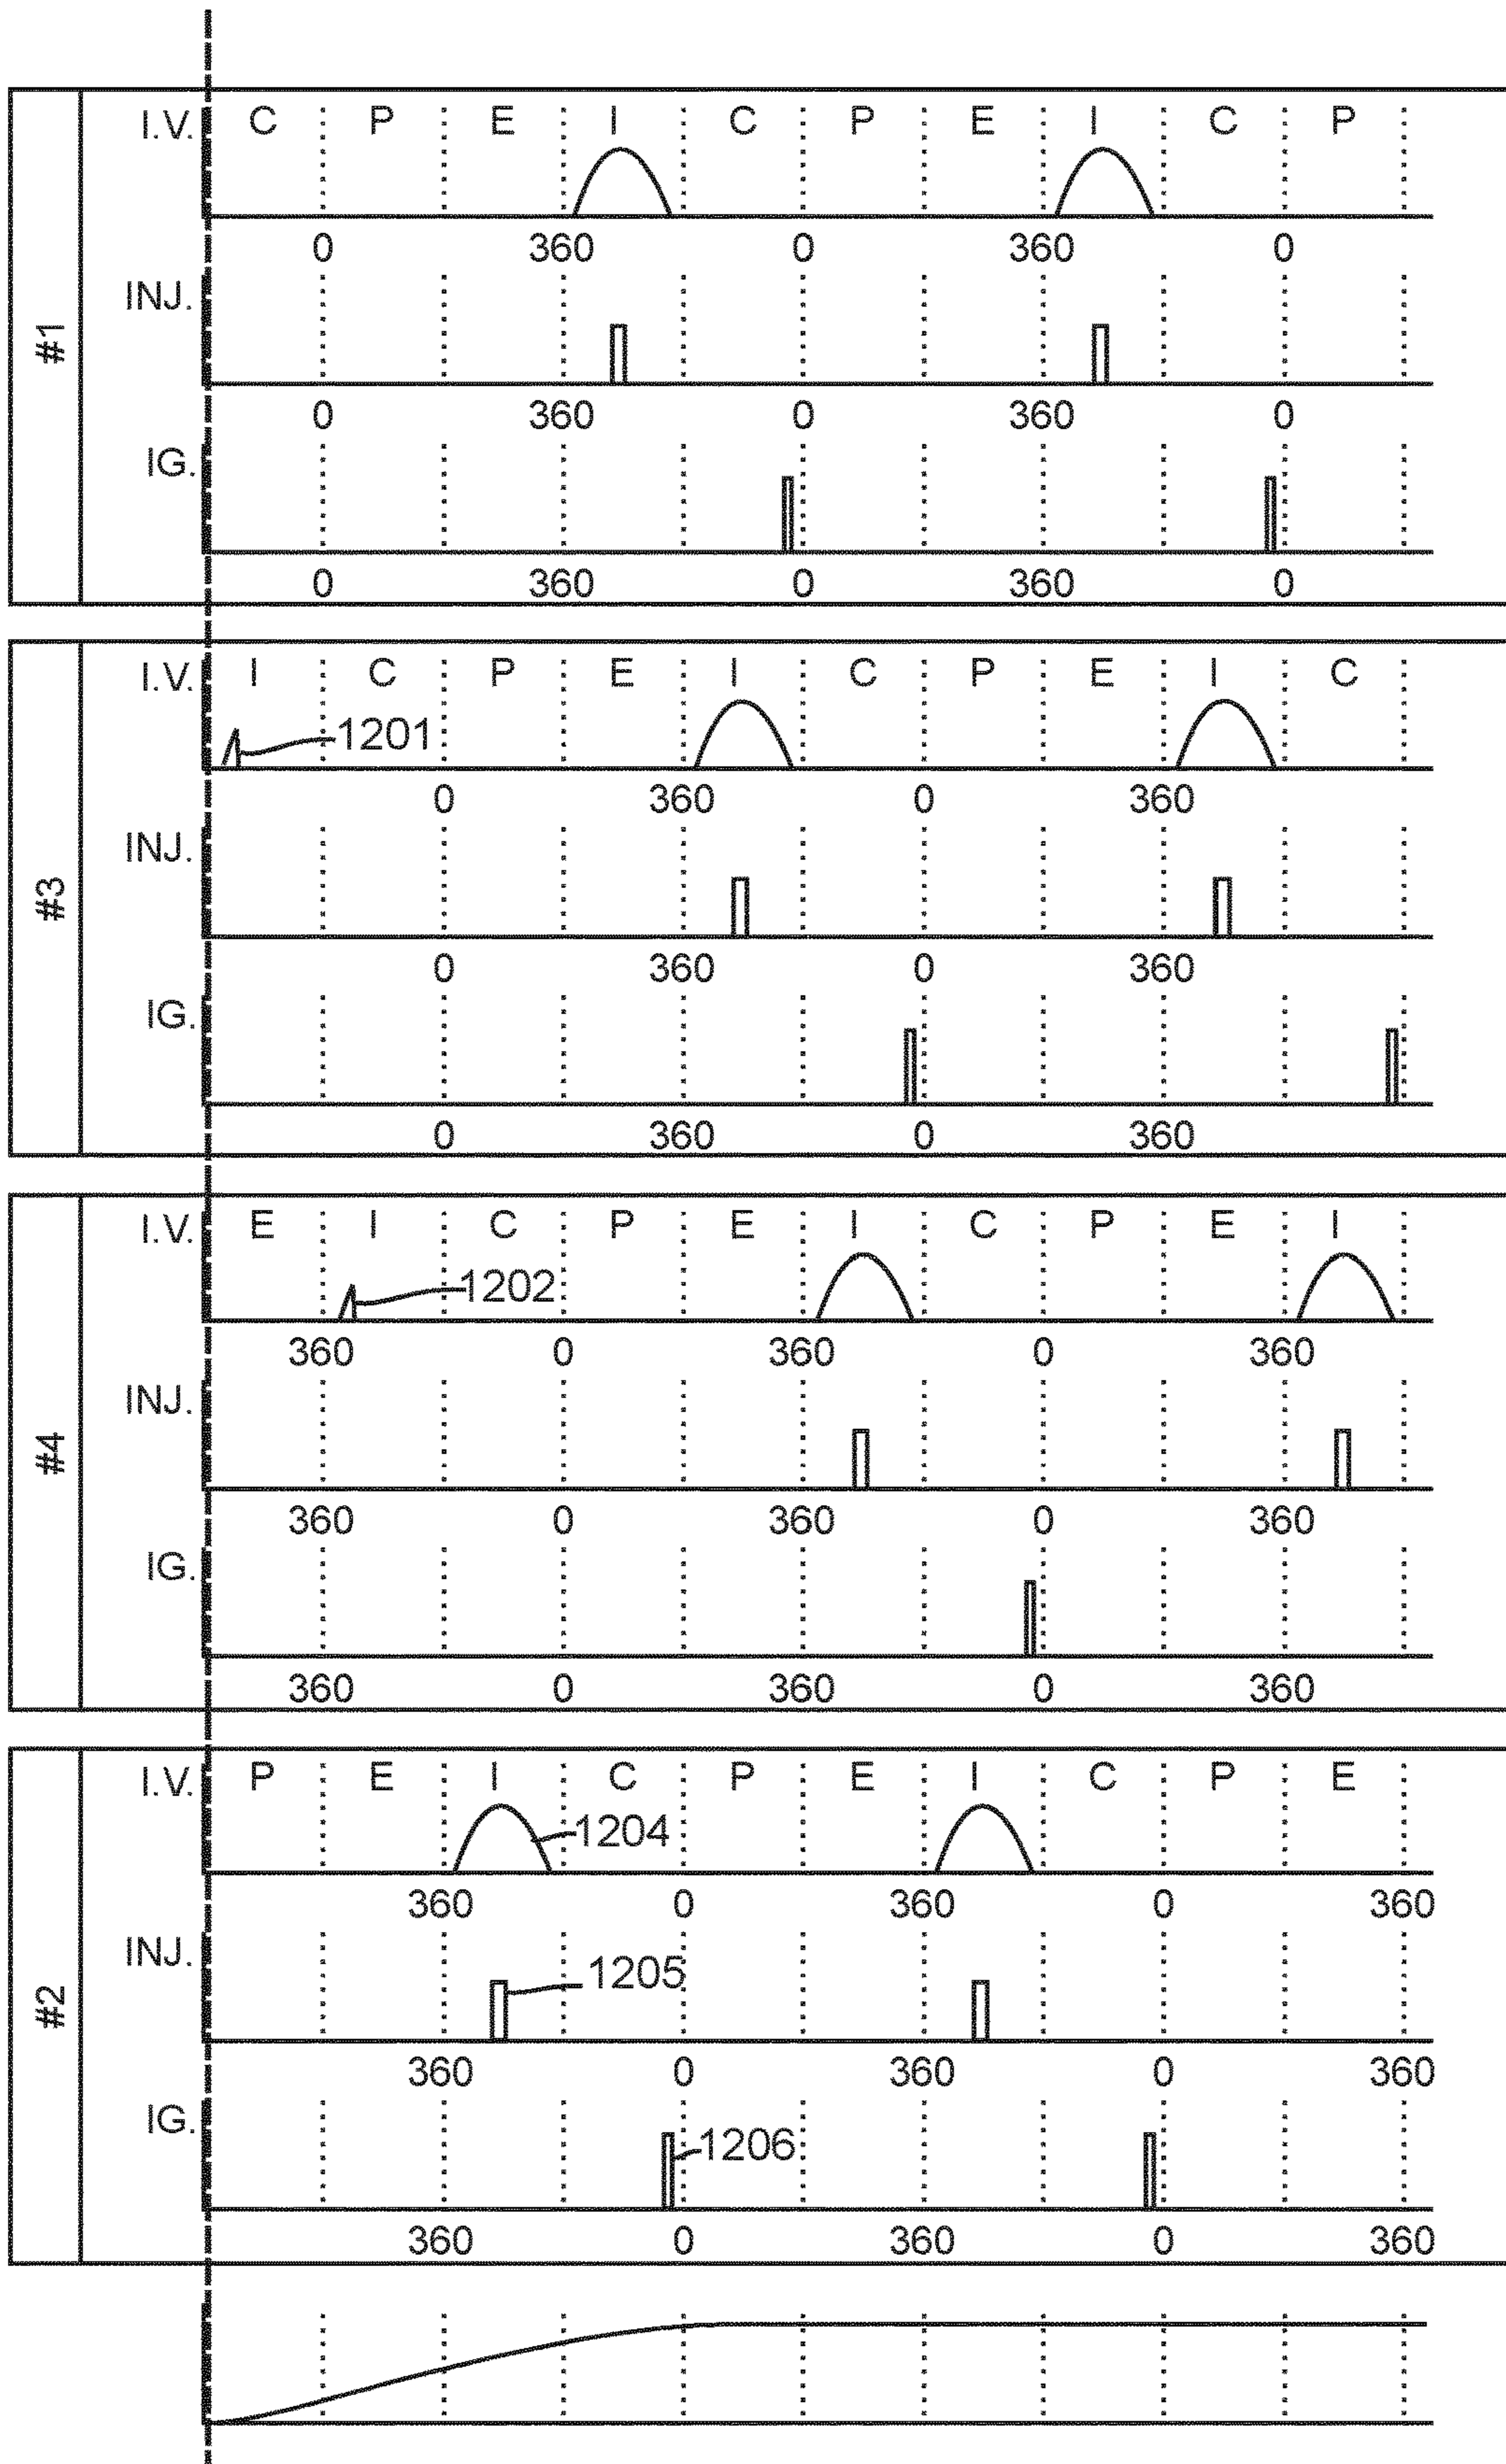 #1
I.V. C P E I C P E I C P
0 360 0 360 0
INJ.
0 360 0 360 0
IG.
0 360 0 360 0
#3
I.V. I C P E I C P E I C
1201
0 360 0 360
INJ.
0 360 0 360
IG.
0 360 0 360
#4
I.V. E I C P E I C P E I
1202
360 0 360 0 360
INJ.
360 0 360 0 360
IG.
360 0 360 0 360
#2
I.V. P E I C P E I C P E
1204
360 0 360 0 360
INJ.
1205
360 0 360 0 360
IG.
1206
360 0 360 0 360